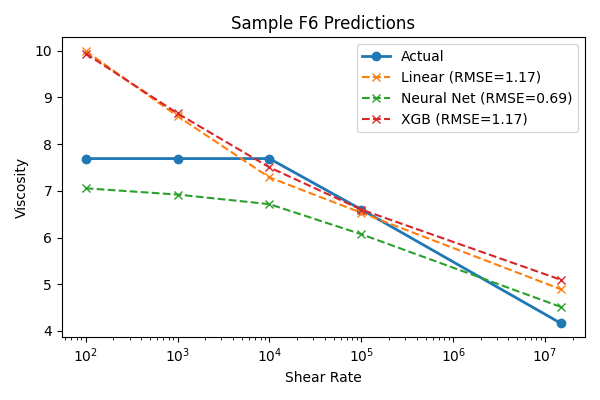 Sample F6 Predictions
Actual
Linear (RMSE=1.17)
Neural Net (RMSE=0.69)
XGB (RMSE=1.17)
Viscosity
10
9
8
7
6
5
4
10²
10³
10⁴
10⁵
10⁶
10⁷
Shear Rate